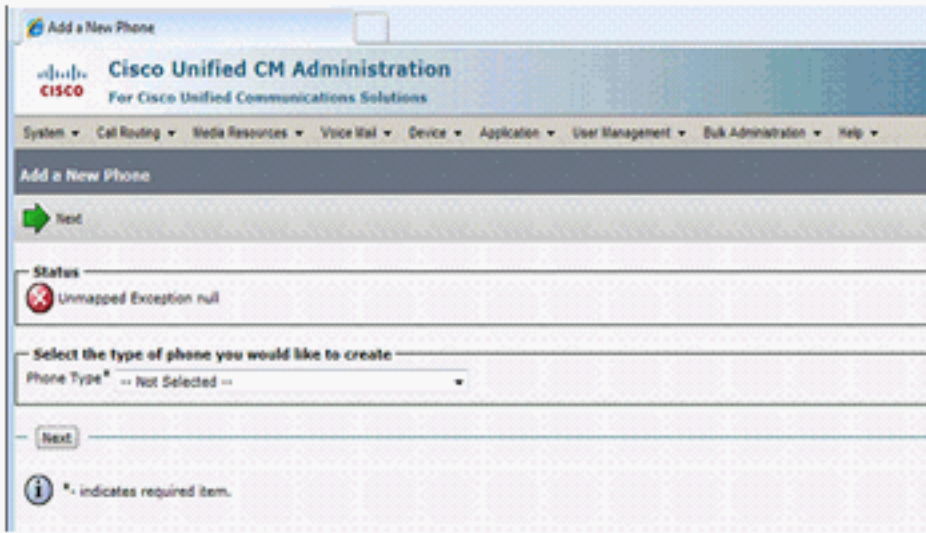 Add a New Phone
CISCO
Cisco Unified CM Administration
For Cisco Unified Communications Solutions
System Call Routing Media Resources Voice Mail Device Application User Management Bulk Administration Help
Add a New Phone
Next
Status
Unmapped Exception null
Select the type of phone you would like to create
Phone Type* -- Not Selected --
Next
*- indicates required item.